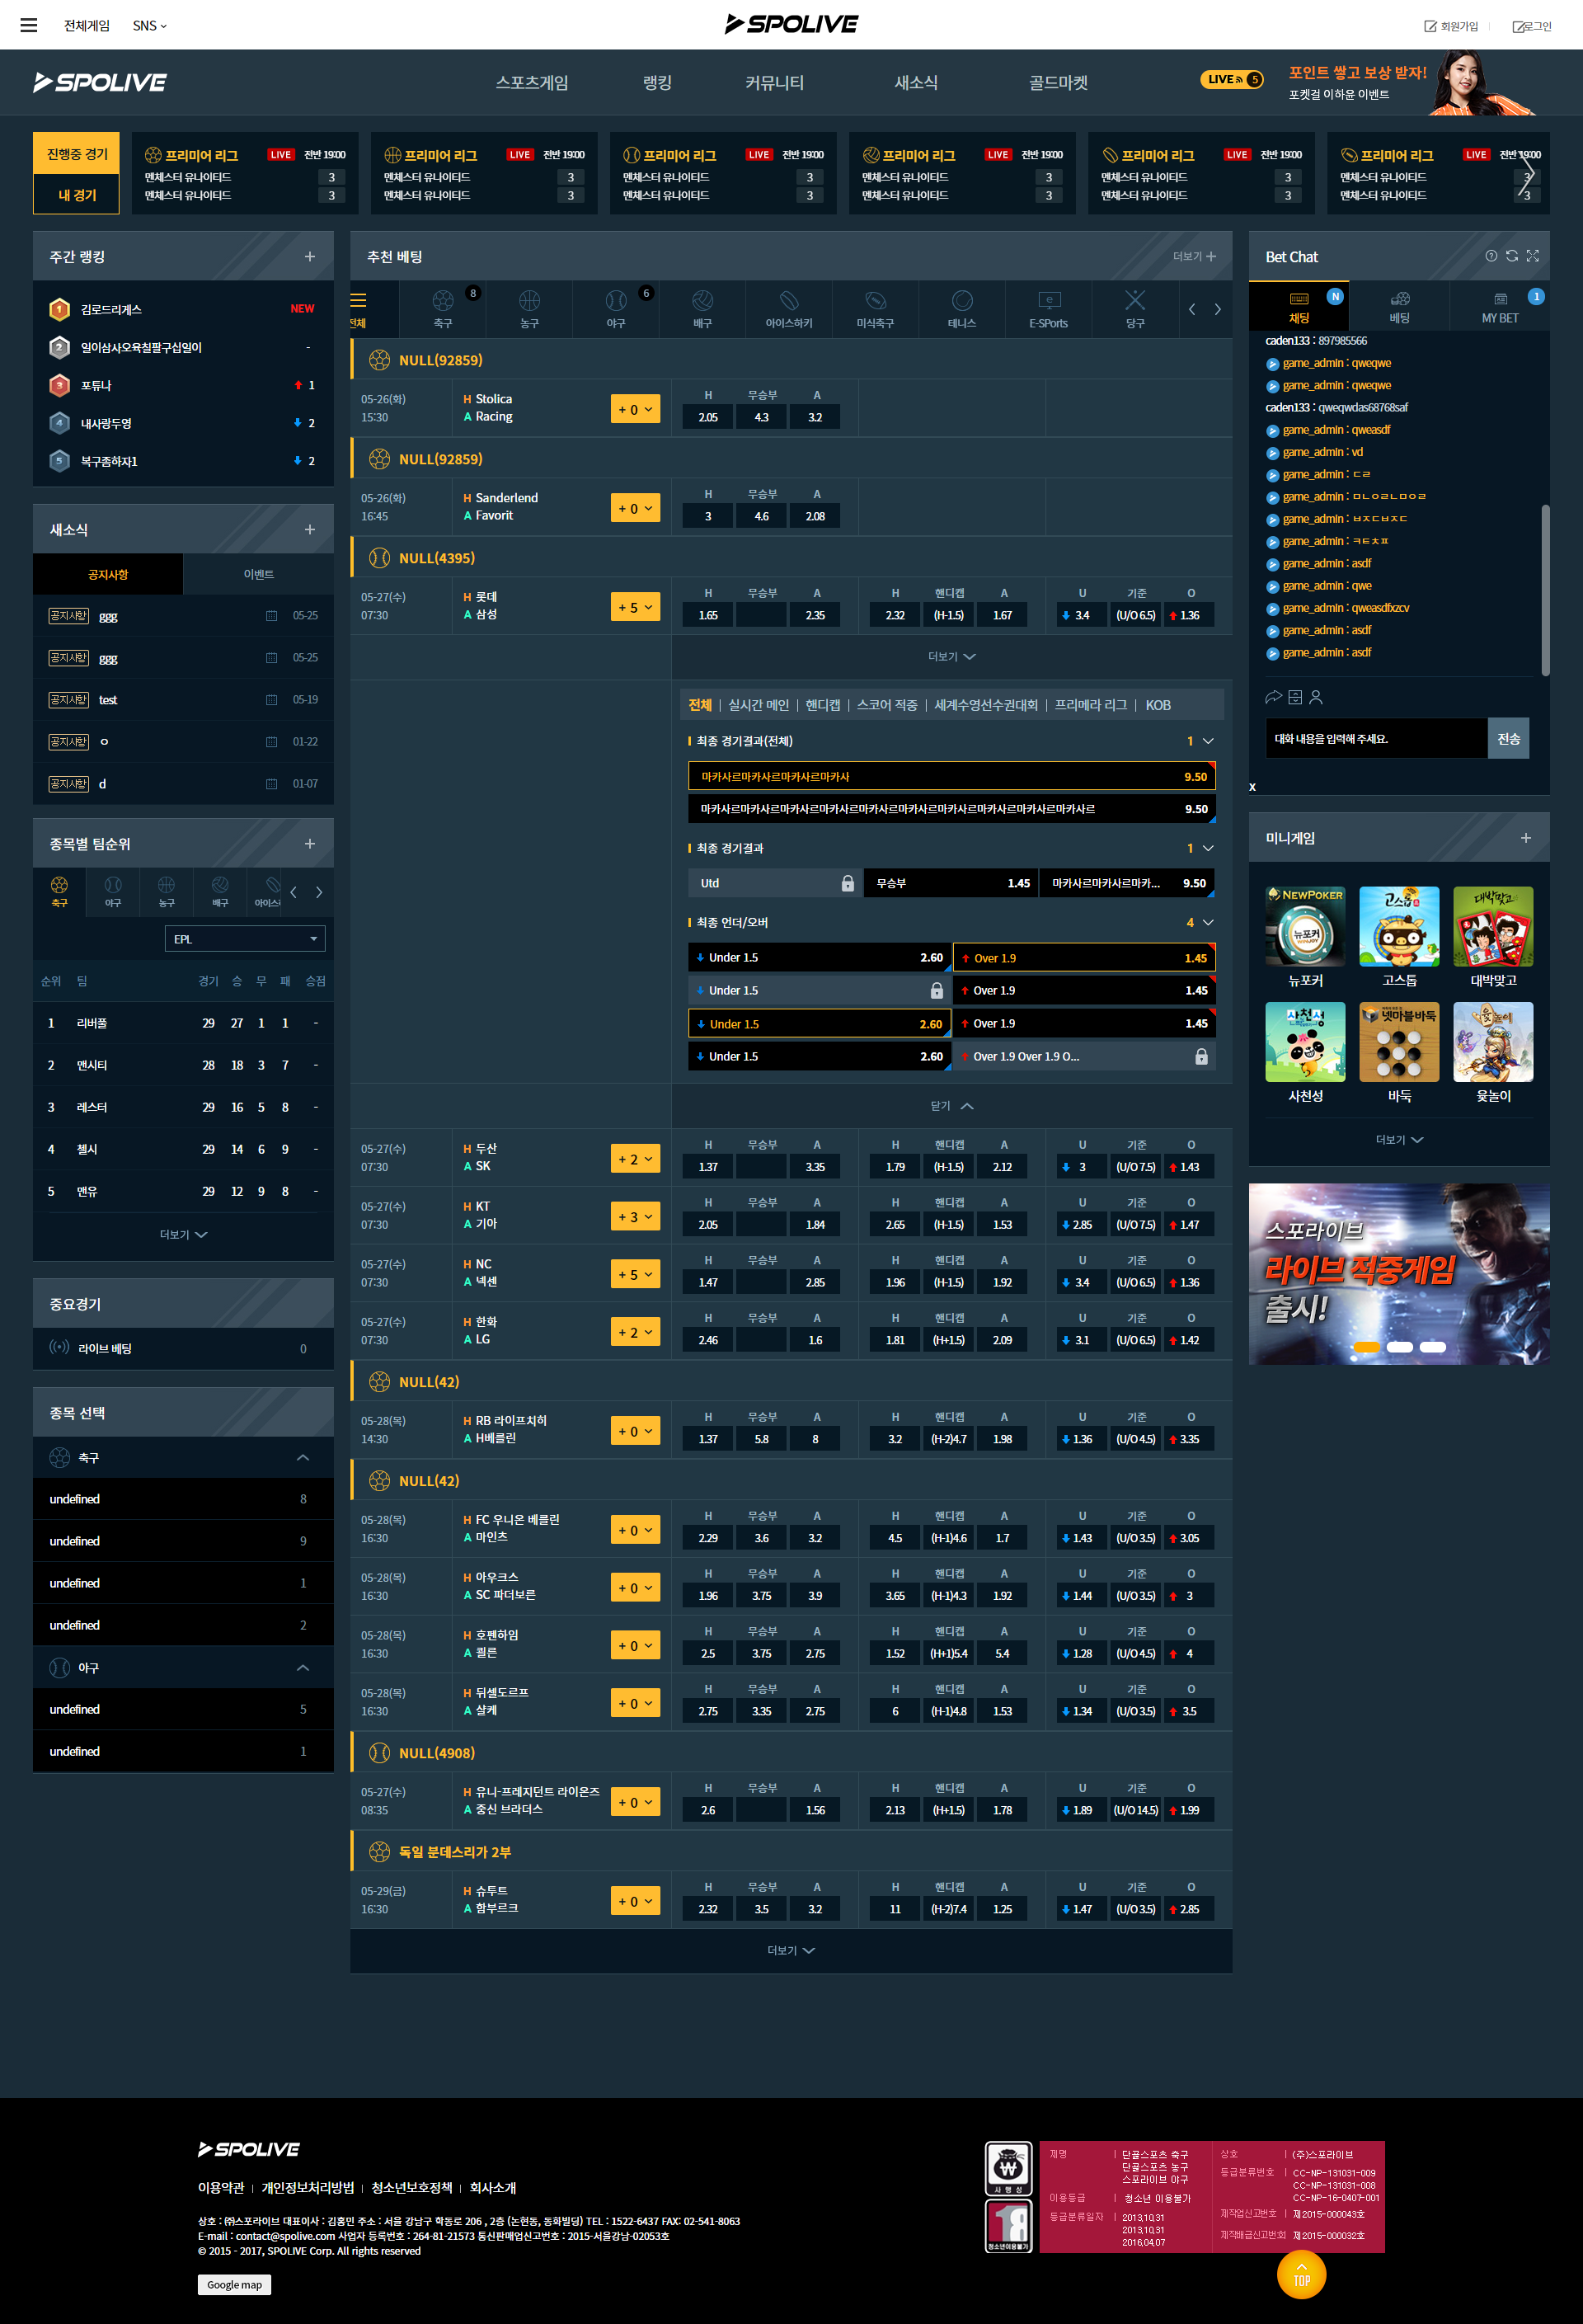 전체게임 SNS SPOLIVE 회원가입 로그인
SPOLIVE 스포츠게임 랭킹 커뮤니티 새소식 골드마켓 LIVE 5 포인트 쌓고 보상 받자!
포켓걸 이하윤 이벤트
진행중 경기
내 경기
프리미어 리그 LIVE 전반 19:00
멘체스터 유나이티드 3
멘체스터 유나이티드 3
프리미어 리그 LIVE 전반 19:00
멘체스터 유나이티드 3
멘체스터 유나이티드 3
프리미어 리그 LIVE 전반 19:00
멘체스터 유나이티드 3
멘체스터 유나이티드 3
프리미어 리그 LIVE 전반 19:00
멘체스터 유나이티드 3
멘체스터 유나이티드 3
프리미어 리그 LIVE 전반 19:00
멘체스터 유나이티드 3
멘체스터 유나이티드 3
프리미어 리그 LIVE 전반 19:00
멘체스터 유나이티드 3
멘체스터 유나이티드 3
주간 랭킹
1 김로드리게스 NEW
2 일이삼사오육칠팔구십일이 -
3 포튜나 1
4 내사랑두영 2
5 복구좀하자1 2
새소식
공지사항 이벤트
공지사항 ggg 05-25
공지사항 ggg 05-25
공지사항 test 05-19
공지사항 ㅇ 01-22
공지사항 d 01-07
종목별 팀순위
축구 야구 농구 배구
EPL
순위 팀 경기 승 무 패 승점
1 리버풀 29 27 1 1 -
2 맨시티 28 18 3 7 -
3 레스터 29 16 5 8 -
4 첼시 29 14 6 9 -
5 맨유 29 12 9 8 -
더보기
중요경기
라이브 베팅 0
종목 선택
축구
undefined 8
undefined 9
undefined 1
undefined 2
야구
undefined 5
undefined 1
추천 베팅 더보기
전체 축구 8 농구 야구 6 배구 아이스하키 미식축구 테니스 E-SPorts 당구
NULL(92859)
05-26(화) H Stolica + 0 H 무승부 A
15:30 A Racing 2.05 4.3 3.2
NULL(92859)
05-26(화) H Sanderlend + 0 H 무승부 A
16:45 A Favorit 3 4.6 2.08
NULL(4395)
05-27(수) H 롯데 + 5 H 무승부 A H 핸디캡 A U 기준 O
07:30 A 삼성 1.65 2.35 2.32 (H-1.5) 1.67 3.4 (U/O 6.5) 1.36
더보기
전체 실시간 메인 핸디캡 스코어 적중 세계수영선수권대회 프리메라 리그 KOB
최종 경기결과(전체) 1
마카사르마카사르마카사르마카사 9.50
마카사르마카사르마카사르마카사르마카사르마카사르마카사르마카사르마카사르마카사르 9.50
최종 경기결과 1
Utd 무승부 1.45 마카사르마카사르마카... 9.50
최종 언더/오버 4
Under 1.5 2.60 Over 1.9 1.45
Under 1.5 Over 1.9 1.45
Under 1.5 2.60 Over 1.9 1.45
Under 1.5 2.60 Over 1.9 Over 1.9 O...
닫기
05-27(수) H 두산 + 2 H 무승부 A H 핸디캡 A U 기준 O
07:30 A SK 1.37 3.35 1.79 (H-1.5) 2.12 3 (U/O 7.5) 1.43
05-27(수) H KT + 3 H 무승부 A H 핸디캡 A U 기준 O
07:30 A 기아 2.05 1.84 2.65 (H-1.5) 1.53 2.85 (U/O 7.5) 1.47
05-27(수) H NC + 5 H 무승부 A H 핸디캡 A U 기준 O
07:30 A 넥센 1.47 2.85 1.96 (H-1.5) 1.92 3.4 (U/O 6.5) 1.36
05-27(수) H 한화 + 2 H 무승부 A H 핸디캡 A U 기준 O
07:30 A LG 2.46 1.6 1.81 (H+1.5) 2.09 3.1 (U/O 6.5) 1.42
NULL(42)
05-28(목) H RB 라이프치히 + 0 H 무승부 A H 핸디캡 A U 기준 O
14:30 A H베를린 1.37 5.8 8 3.2 (H-2)4.7 1.98 1.36 (U/O 4.5) 3.35
NULL(42)
05-28(목) H FC 우니온 베를린 + 0 H 무승부 A H 핸디캡 A U 기준 O
16:30 A 마인츠 2.29 3.6 3.2 4.5 (H-1)4.6 1.7 1.43 (U/O 3.5) 3.05
05-28(목) H 아우크스 + 0 H 무승부 A H 핸디캡 A U 기준 O
16:30 A SC 파더보른 1.96 3.75 3.9 3.65 (H-1)4.3 1.92 1.44 (U/O 3.5) 3
05-28(목) H 호펜하임 + 0 H 무승부 A H 핸디캡 A U 기준 O
16:30 A 쾰른 2.5 3.75 2.75 1.52 (H+1)5.4 5.4 1.28 (U/O 4.5) 4
05-28(목) H 뒤셀도르프 + 0 H 무승부 A H 핸디캡 A U 기준 O
16:30 A 샬케 2.75 3.35 2.75 6 (H-1)4.8 1.53 1.34 (U/O 3.5) 3.5
NULL(4908)
05-27(수) H 유니-프레지던트 라이온즈 + 0 H 무승부 A H 핸디캡 A U 기준 O
08:35 A 중신 브라더스 2.6 1.56 2.13 (H+1.5) 1.78 1.89 (U/O 14.5) 1.99
독일 분데스리가 2부
05-29(금) H 슈투트 + 0 H 무승부 A H 핸디캡 A U 기준 O
16:30 A 함부르크 2.32 3.5 3.2 11 (H-2)7.4 1.25 1.47 (U/O 3.5) 2.85
더보기
Bet Chat
채팅 N 베팅 MY BET 1
caden133 : 897985566
game_admin : qweqwe
game_admin : qweqwe
caden133 : qweqwdas68768saf
game_admin : qweasdf
game_admin : vd
game_admin : ㄷㄹ
game_admin : ㅁㄴㅇㄹㄴㅁㅇㄹ
game_admin : ㅂㅈㄷㅂㅈㄷ
game_admin : ㅋㅌㅊㅍ
game_admin : asdf
game_admin : qwe
game_admin : qweasdfxzcv
game_admin : asdf
game_admin : asdf
대화 내용을 입력해 주세요. 전송
x
미니게임
NEWPOKER 뉴포커 고스톱 대박맞고
뉴포커 고스톱 대박맞고
사천성 넷마블바둑 윷놀이
사천성 바둑 윷놀이
더보기
스포라이브
라이브 적중게임
출시!
SPOLIVE
이용약관 개인정보처리방법 청소년보호정책 회사소개
상호 : ㈜스포라이브 대표이사 : 김홍민 주소 : 서울 강남구 학동로 206 , 2층 (논현동, 동화빌딩) TEL : 1522-6437 FAX: 02-541-8063
E-mail : contact@spolive.com 사업자 등록번호 : 264-81-21573 통신판매업신고번호 : 2015-서울강남-02053호
© 2015 - 2017, SPOLIVE Corp. All rights reserved
Google map
사행성
18
청소년이용불가
제명 단골스포츠 축구
단골스포츠 농구
스포라이브 야구
이용등급 청소년 이용불가
등급분류일자 2013.10.31
2013.10.31
2016.04.07
상호 (주)스포라이브
등급분류번호 CC-NP-131031-009
CC-NP-131031-008
CC-NP-16-0407-001
제작업신고번호 제2015-000043호
제작배급신고번호 제2015-000032호
TOP